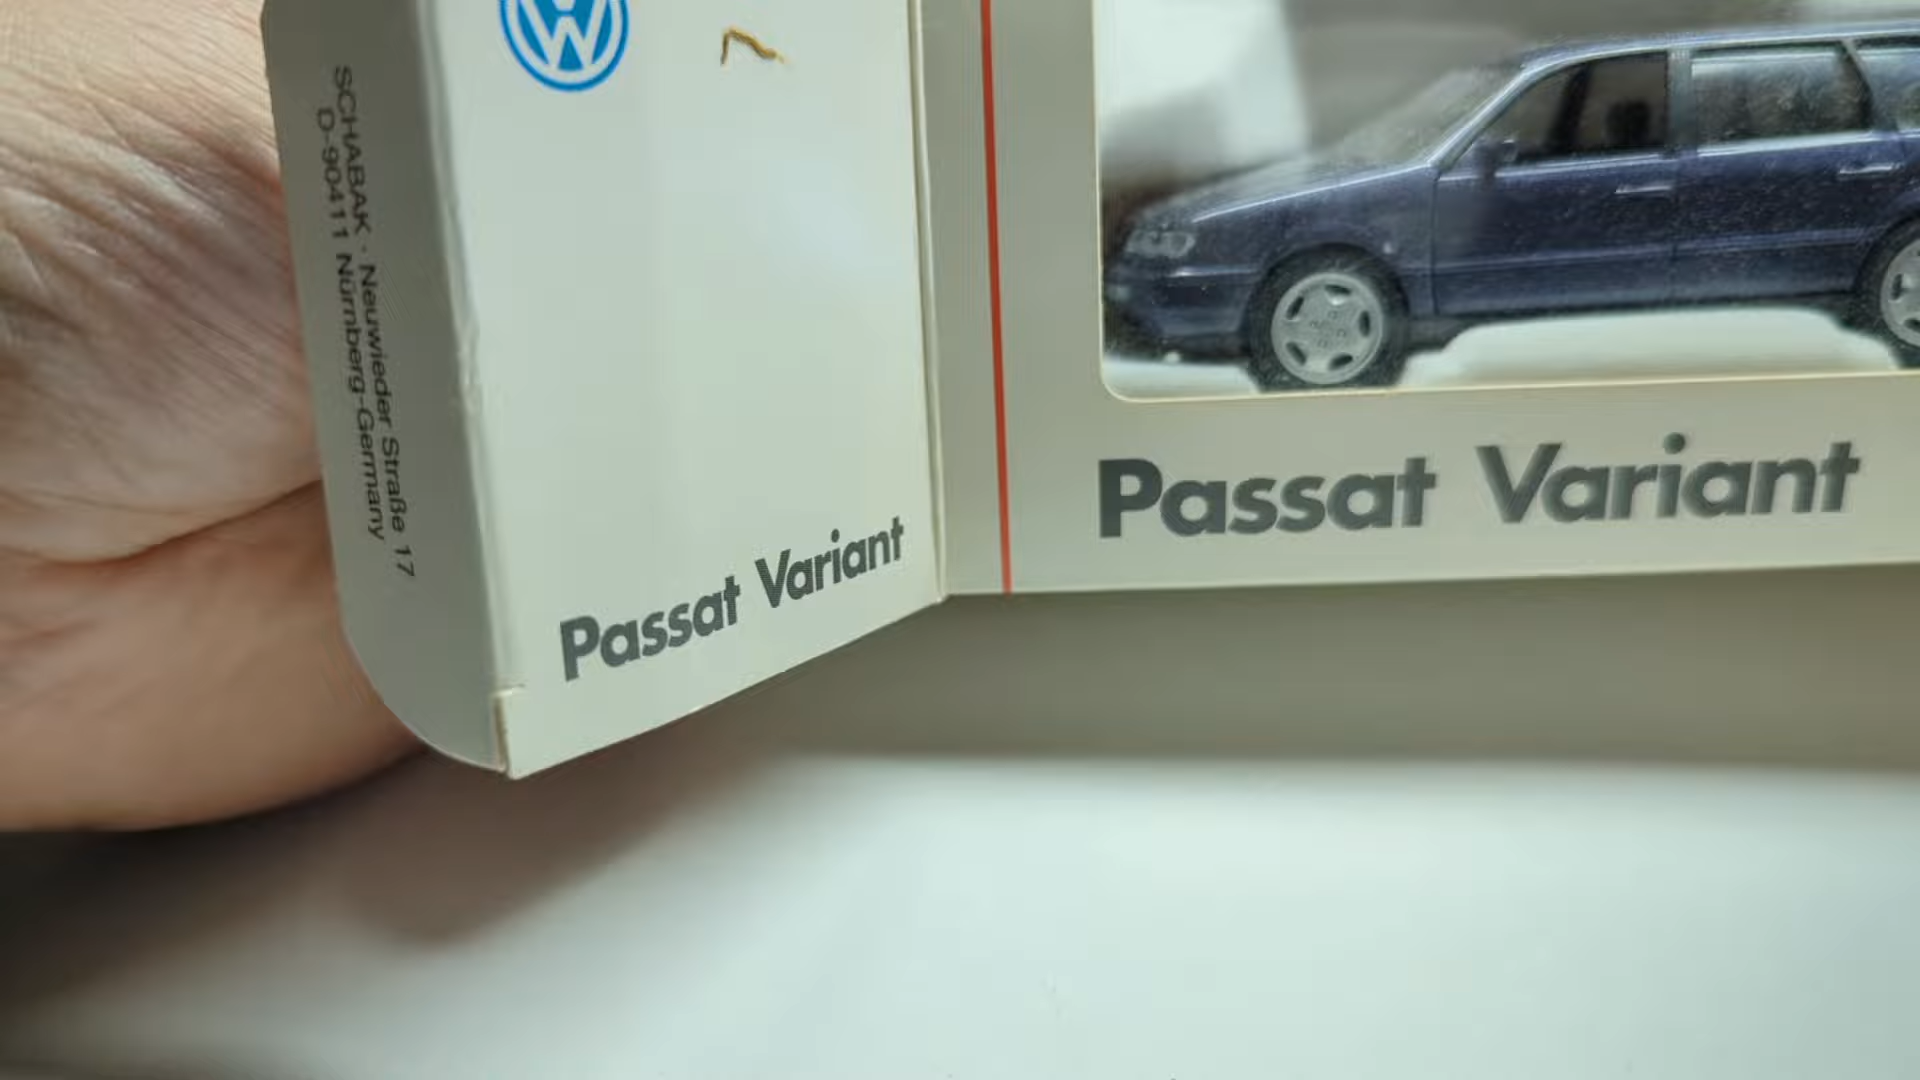 SCHABAK · Neuwieder Straße 17
D-90411 Nürnberg-Germany
Passat Variant
Passat Variant